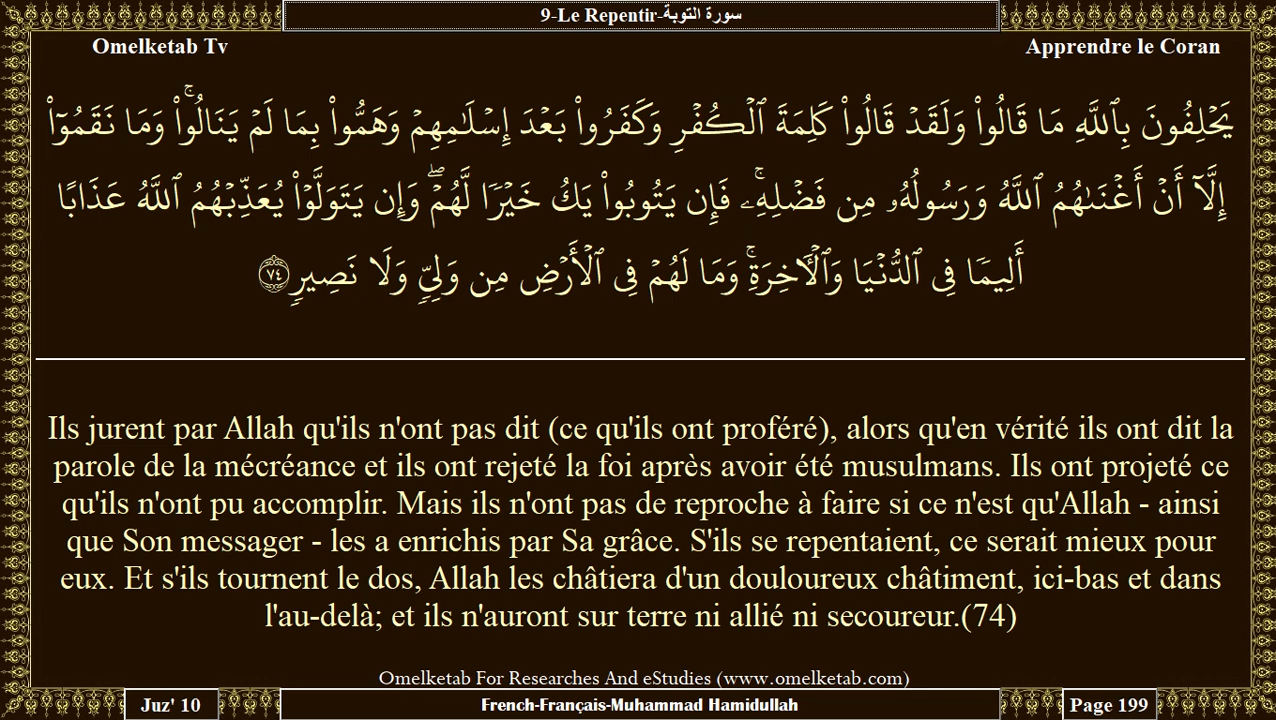 9-Le Repentir-سورة التوبة
Omelketab Tv
Apprendre le Coran
يَحْلِفُونَ بِٱللَّهِ مَا قَالُوا۟ وَلَقَدْ قَالُوا۟ كَلِمَةَ ٱلْكُفْرِ وَكَفَرُوا۟ بَعْدَ إِسْلَـٰمِهِمْ وَهَمُّوا۟ بِمَا لَمْ يَنَالُوا۟ ۚ وَمَا نَقَمُوٓا۟
إِلَّآ أَنْ أَغْنَىٰهُمُ ٱللَّهُ وَرَسُولُهُۥ مِن فَضْلِهِۦ ۚ فَإِن يَتُوبُوا۟ يَكُ خَيْرًا لَّهُمْ ۖ وَإِن يَتَوَلَّوْا۟ يُعَذِّبْهُمُ ٱللَّهُ عَذَابًا
أَلِيمًا فِى ٱلدُّنْيَا وَٱلْـَٔاخِرَةِ ۚ وَمَا لَهُمْ فِى ٱلْأَرْضِ مِن وَلِىٍّ وَلَا نَصِيرٍ ﴿٧٤﴾
Ils jurent par Allah qu'ils n'ont pas dit (ce qu'ils ont proféré), alors qu'en vérité ils ont dit la
parole de la mécréance et ils ont rejeté la foi après avoir été musulmans. Ils ont projeté ce
qu'ils n'ont pu accomplir. Mais ils n'ont pas de reproche à faire si ce n'est qu'Allah - ainsi
que Son messager - les a enrichis par Sa grâce. S'ils se repentaient, ce serait mieux pour
eux. Et s'ils tournent le dos, Allah les châtiera d'un douloureux châtiment, ici-bas et dans
l'au-delà; et ils n'auront sur terre ni allié ni secoureur.(74)
Omelketab For Researches And eStudies (www.omelketab.com)
Juz' 10
French-Français-Muhammad Hamidullah
Page 199